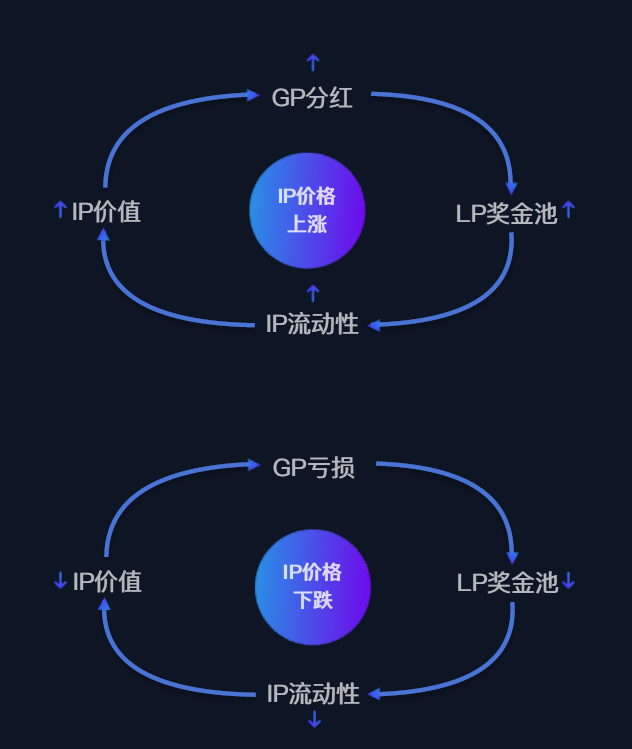 ↑
GP分红
↑IP价值
IP价格
上涨
LP奖金池↑
↑
IP流动性
GP亏损
↓IP价值
IP价格
下跌
LP奖金池↓
IP流动性
↓